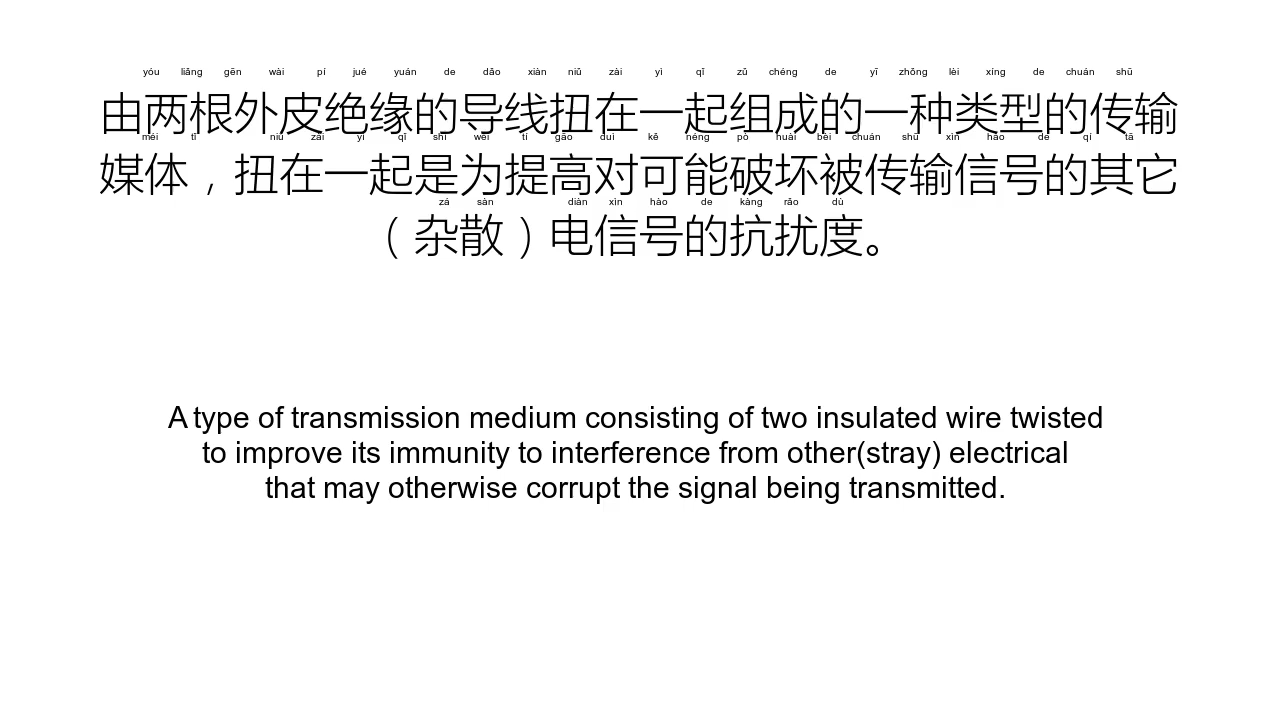 yóu liǎng gēn wài pí jué yuán de dǎo xiàn niǔ zài yì qǐ zǔ chéng de yī zhǒng lèi xíng de chuán shū
由两根外皮绝缘的导线扭在一起组成的一种类型的传输
méi tǐ niǔ zài yì qǐ shì wèi tí gāo duì kě néng pò huài bèi chuán shū xìn hào de qí tā
媒体，扭在一起是为提高对可能破坏被传输信号的其它
zá sàn diàn xìn hào de kàng rǎo dù
（杂散）电信号的抗扰度。
A type of transmission medium consisting of two insulated wire twisted
to improve its immunity to interference from other(stray) electrical
that may otherwise corrupt the signal being transmitted.